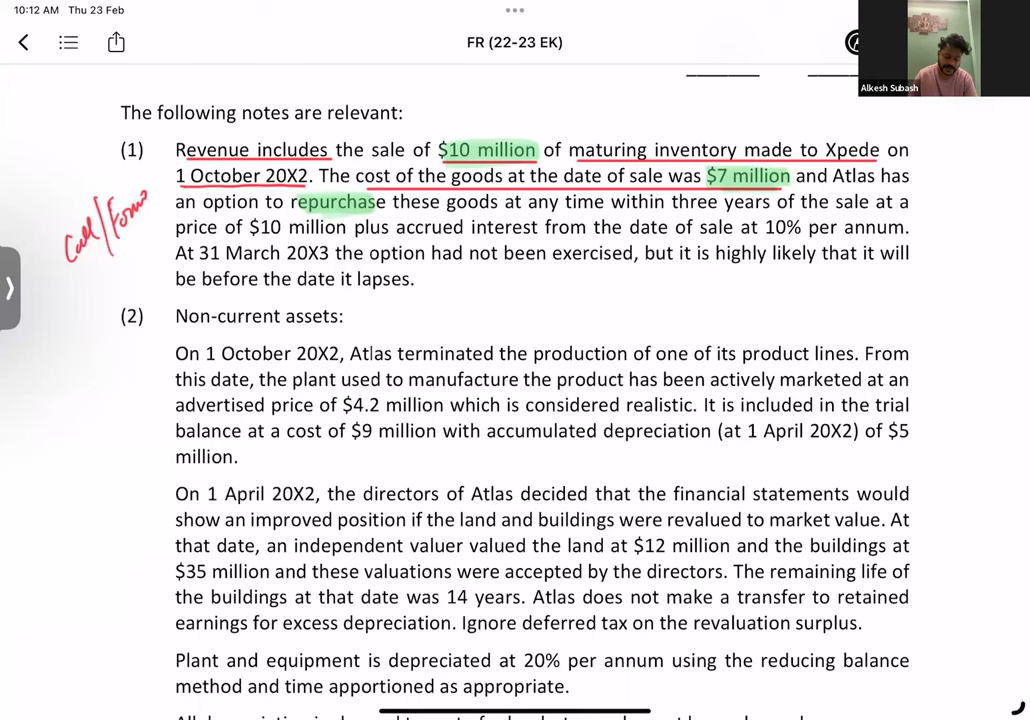 10:12 AM Thu 23 Feb
FR (22-23 EK)
Alkesh Subash
The following notes are relevant:
(1) Revenue includes the sale of $10 million of maturing inventory made to Xpede on
1 October 20X2. The cost of the goods at the date of sale was $7 million and Atlas has
an option to repurchase these goods at any time within three years of the sale at a
price of $10 million plus accrued interest from the date of sale at 10% per annum.
At 31 March 20X3 the option had not been exercised, but it is highly likely that it will
be before the date it lapses.
Call/
(2) Non-current assets:
On 1 October 20X2, Atlas terminated the production of one of its product lines. From
this date, the plant used to manufacture the product has been actively marketed at an
advertised price of $4.2 million which is considered realistic. It is included in the trial
balance at a cost of $9 million with accumulated depreciation (at 1 April 20X2) of $5
million.
On 1 April 20X2, the directors of Atlas decided that the financial statements would
show an improved position if the land and buildings were revalued to market value. At
that date, an independent valuer valued the land at $12 million and the buildings at
$35 million and these valuations were accepted by the directors. The remaining life of
the buildings at that date was 14 years. Atlas does not make a transfer to retained
earnings for excess depreciation. Ignore deferred tax on the revaluation surplus.
Plant and equipment is depreciated at 20% per annum using the reducing balance
method and time apportioned as appropriate.